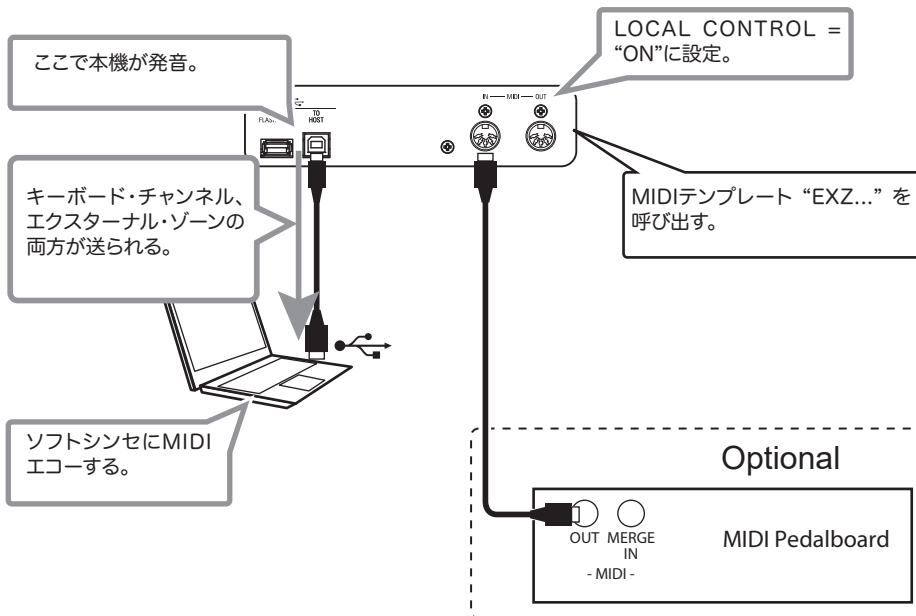 LOCAL CONTROL =
“ON”に設定。
ここで本機が発音。
IN
MIDI
OUT
TO
HOST
キーボード・チャンネル、
エクスターナル・ゾーンの
両方が送られる。
MIDIテンプレート “EXZ...” を
呼び出す。
ソフトシンセにMIDI
エコーする。
Optional
OUT MERGE
IN
- MIDI -
MIDI Pedalboard